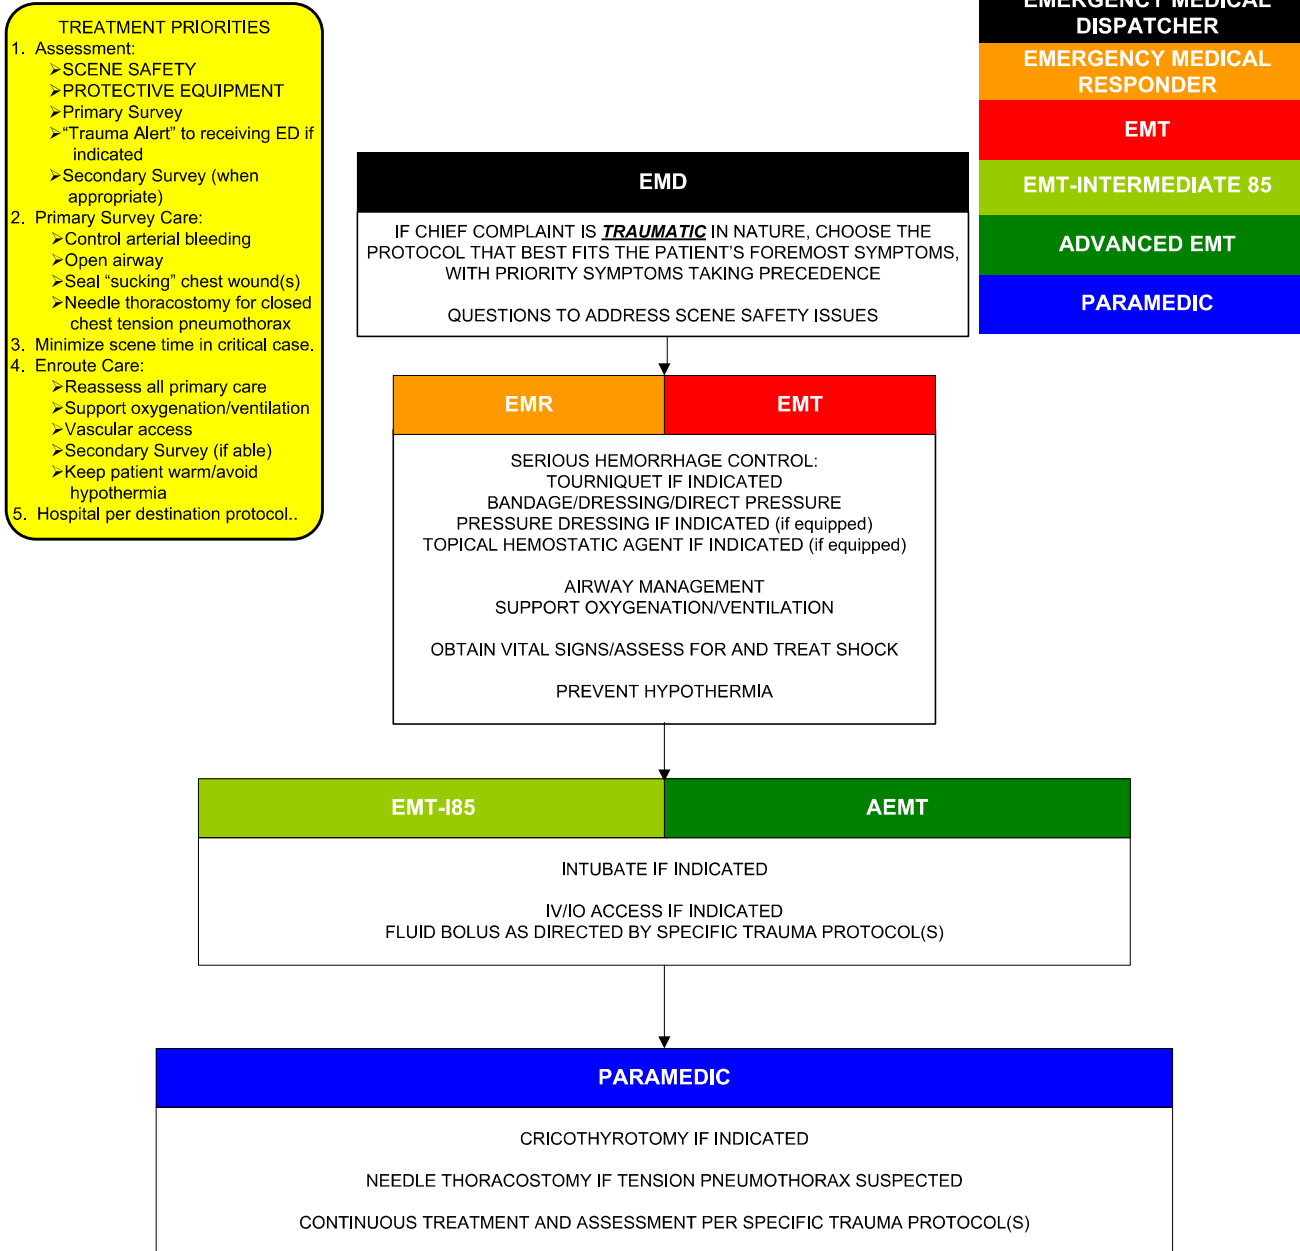 TREATMENT PRIORITIES
1. Assessment:
➢SCENE SAFETY
➢PROTECTIVE EQUIPMENT
➢Primary Survey
➢“Trauma Alert” to receiving ED if
indicated
➢Secondary Survey (when
appropriate)
2. Primary Survey Care:
➢Control arterial bleeding
➢Open airway
➢Seal “sucking” chest wound(s)
➢Needle thoracostomy for closed
chest tension pneumothorax
3. Minimize scene time in critical case.
4. Enroute Care:
➢Reassess all primary care
➢Support oxygenation/ventilation
➢Vascular access
➢Secondary Survey (if able)
➢Keep patient warm/avoid
hypothermia
5. Hospital per destination protocol..
EMERGENCY MEDICAL
DISPATCHER
EMERGENCY MEDICAL
RESPONDER
EMT
EMT-INTERMEDIATE 85
ADVANCED EMT
PARAMEDIC
EMD
IF CHIEF COMPLAINT IS TRAUMATIC IN NATURE, CHOOSE THE
PROTOCOL THAT BEST FITS THE PATIENT’S FOREMOST SYMPTOMS,
WITH PRIORITY SYMPTOMS TAKING PRECEDENCE
QUESTIONS TO ADDRESS SCENE SAFETY ISSUES
EMR
EMT
SERIOUS HEMORRHAGE CONTROL:
TOURNIQUET IF INDICATED
BANDAGE/DRESSING/DIRECT PRESSURE
PRESSURE DRESSING IF INDICATED (if equipped)
TOPICAL HEMOSTATIC AGENT IF INDICATED (if equipped)
AIRWAY MANAGEMENT
SUPPORT OXYGENATION/VENTILATION
OBTAIN VITAL SIGNS/ASSESS FOR AND TREAT SHOCK
PREVENT HYPOTHERMIA
EMT-I85
AEMT
INTUBATE IF INDICATED
IV/IO ACCESS IF INDICATED
FLUID BOLUS AS DIRECTED BY SPECIFIC TRAUMA PROTOCOL(S)
PARAMEDIC
CRICOTHYROTOMY IF INDICATED
NEEDLE THORACOSTOMY IF TENSION PNEUMOTHORAX SUSPECTED
CONTINUOUS TREATMENT AND ASSESSMENT PER SPECIFIC TRAUMA PROTOCOL(S)